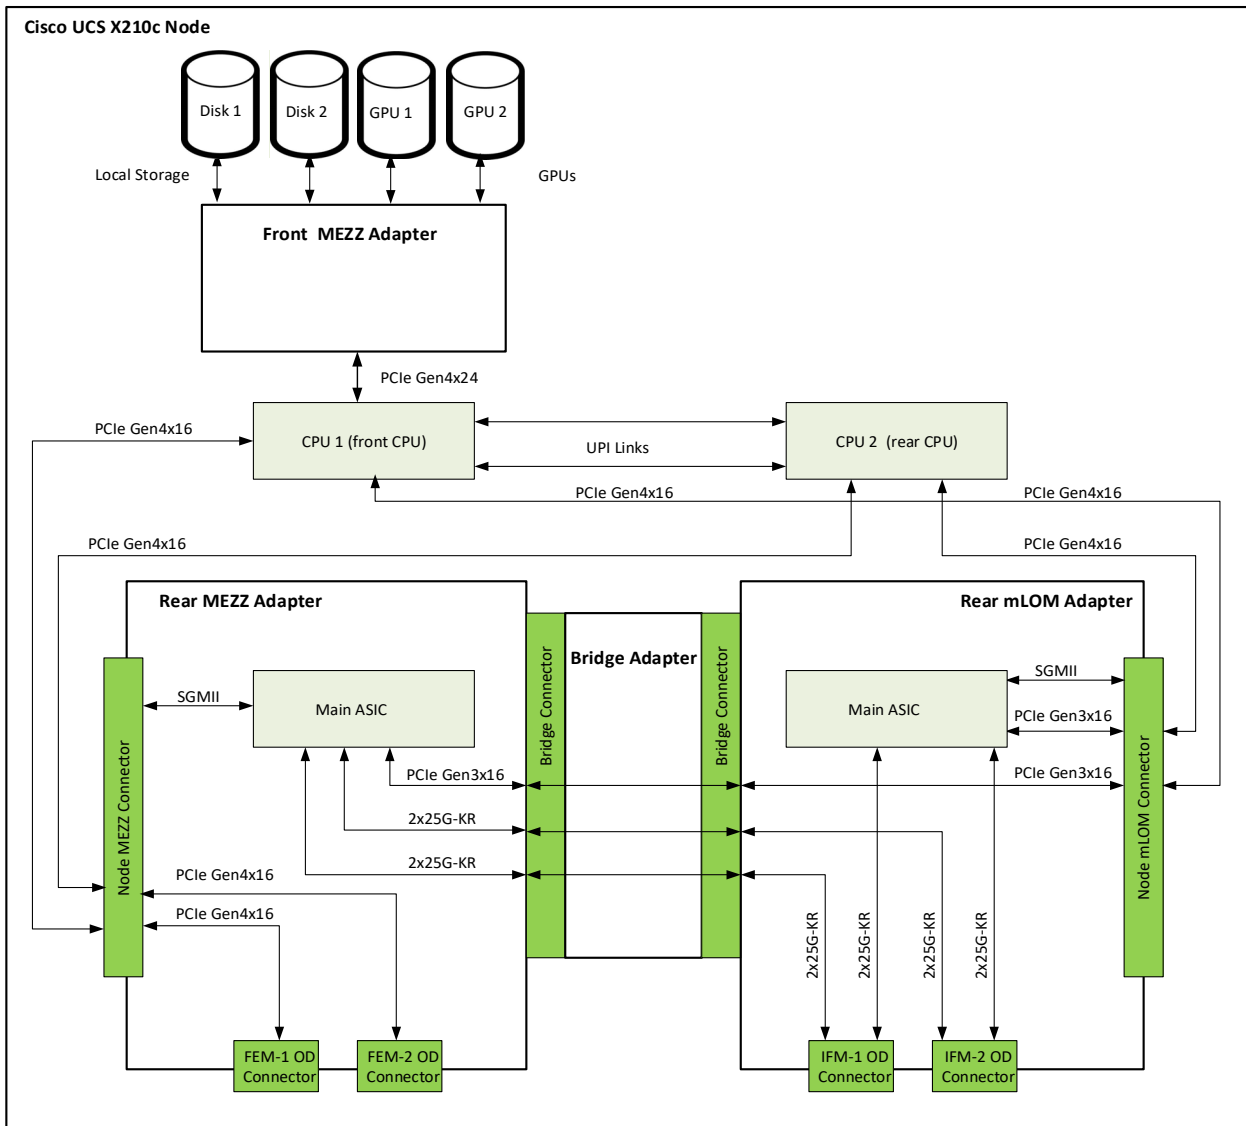 Cisco UCS X210c Node
Disk 1
Disk 2
GPU 1
GPU 2
Local Storage
GPUs
Front MEZZ Adapter
PCIe Gen4x24
PCIe Gen4x16
CPU 1 (front CPU)
UPI Links
CPU 2 (rear CPU)
PCIe Gen4x16
PCIe Gen4x16
PCIe Gen4x16
PCIe Gen4x16
Rear MEZZ Adapter
Rear mLOM Adapter
Bridge Connector
Bridge Adapter
Bridge Connector
SGMII
Main ASIC
Main ASIC
SGMII
PCIe Gen3x16
PCIe Gen3x16
PCIe Gen3x16
Node MEZZ Connector
Node mLOM Connector
2x25G-KR
2x25G-KR
PCIe Gen4x16
PCIe Gen4x16
2x25G-KR
2x25G-KR
2x25G-KR
2x25G-KR
FEM-1 OD
Connector
FEM-2 OD
Connector
IFM-1 OD
Connector
IFM-2 OD
Connector